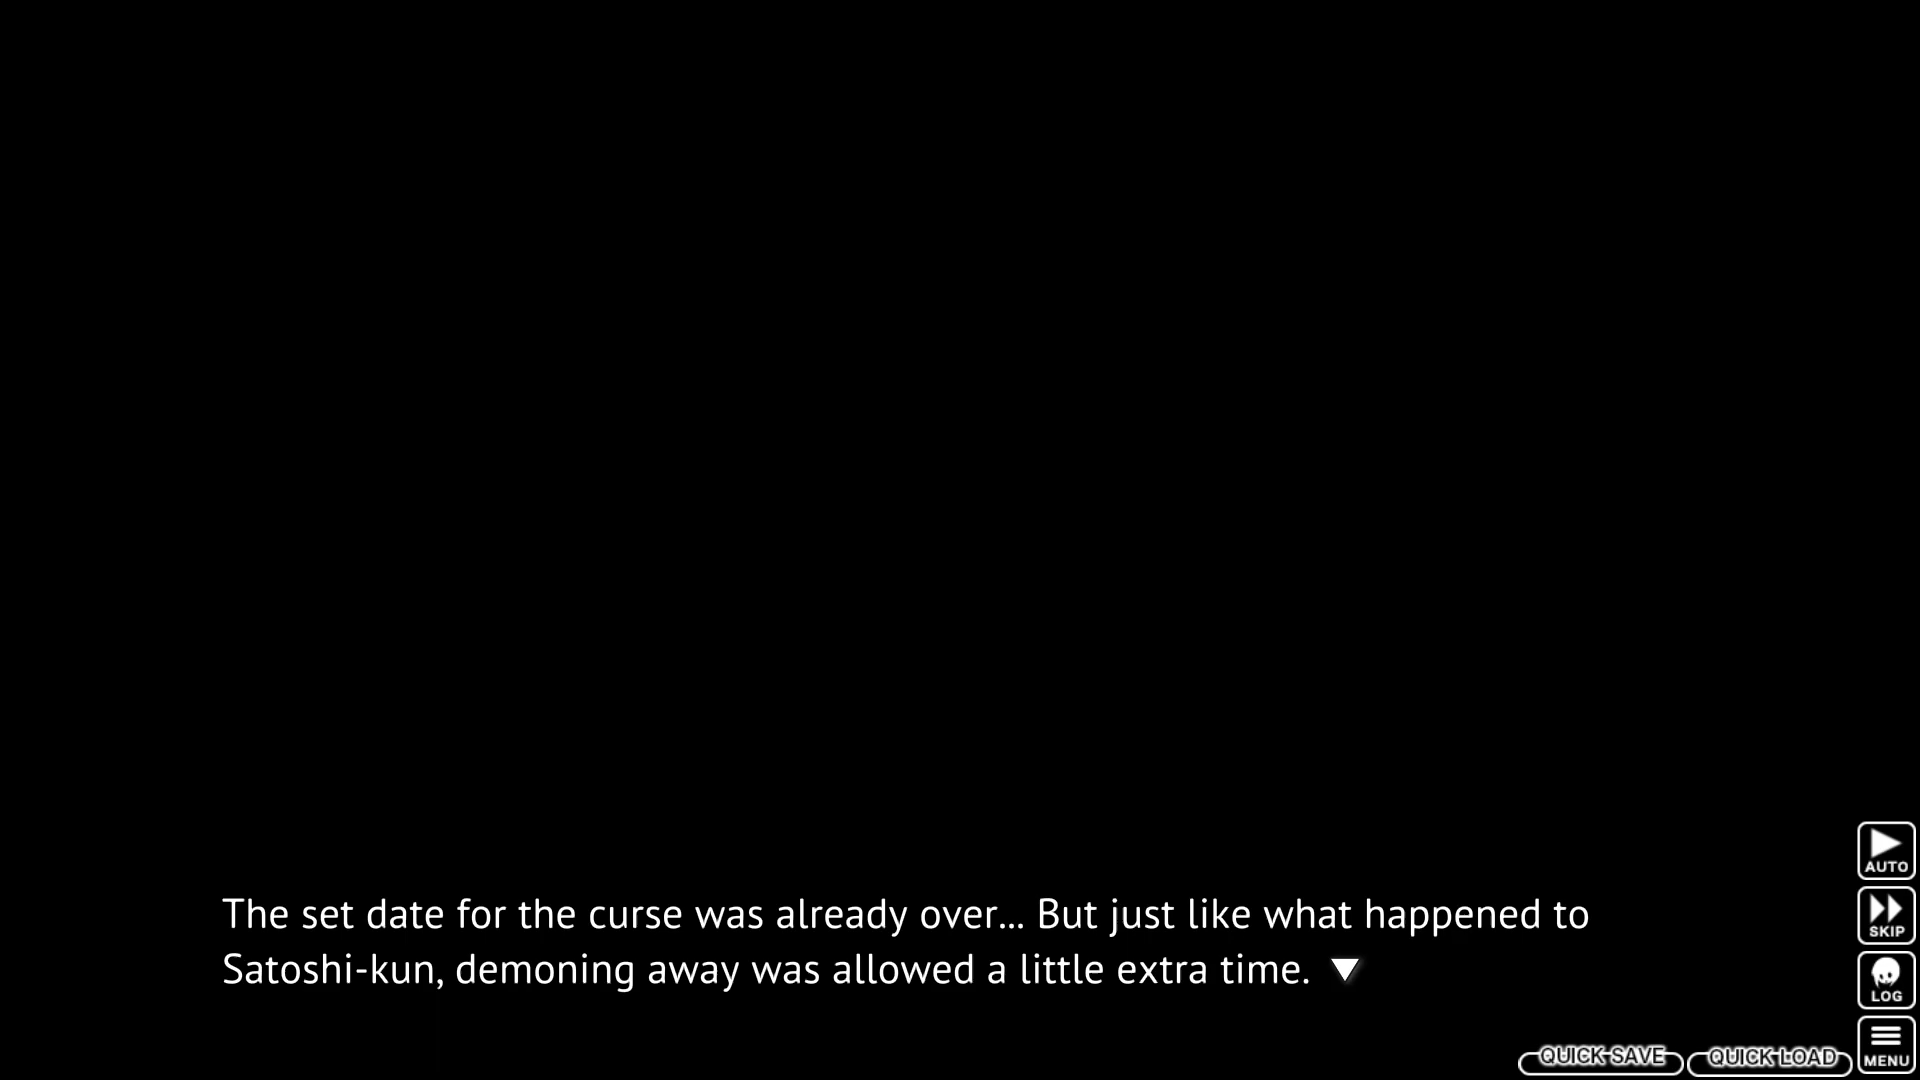 The set date for the curse was already over... But just like what happened to
Satoshi-kun, demoning away was allowed a little extra time.
AUTO
SKIP
LOG
MENU
QUICK SAVE
QUICK LOAD